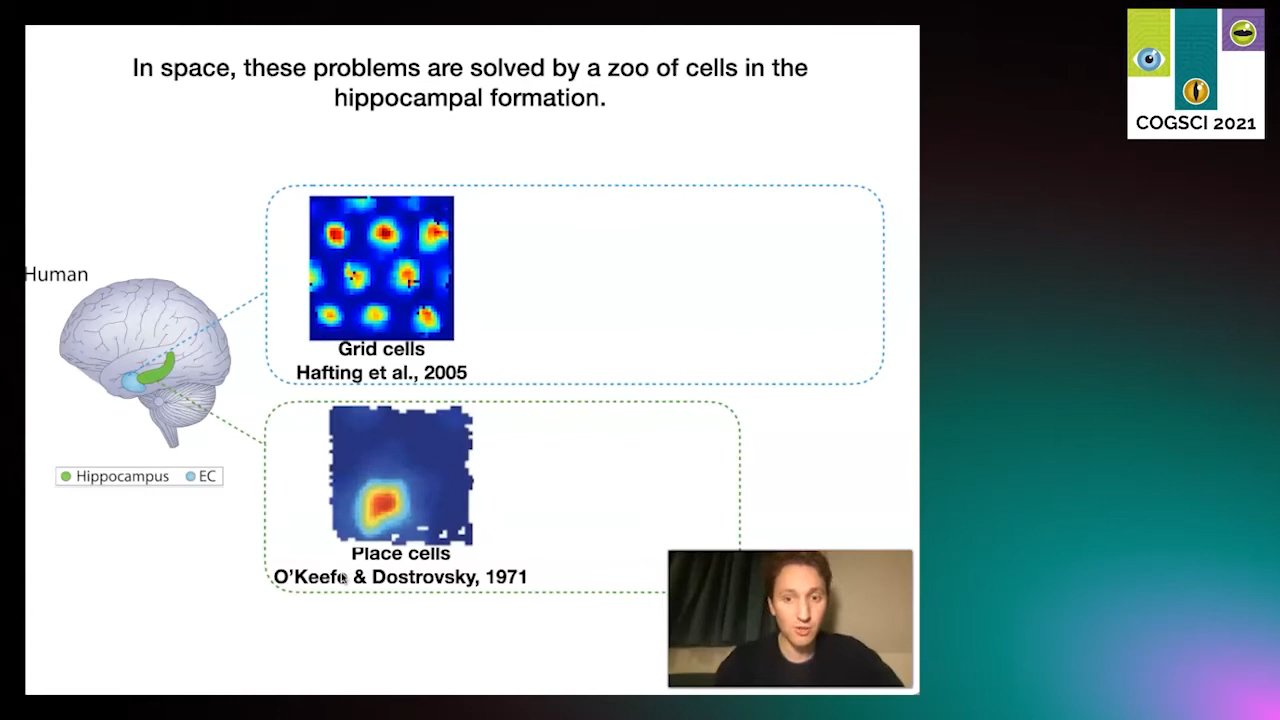 In space, these problems are solved by a zoo of cells in the
hippocampal formation.
COGSCI 2021
Human
Grid cells
Hafting et al., 2005
Hippocampus EC
Place cells
O'Keefe & Dostrovsky, 1971